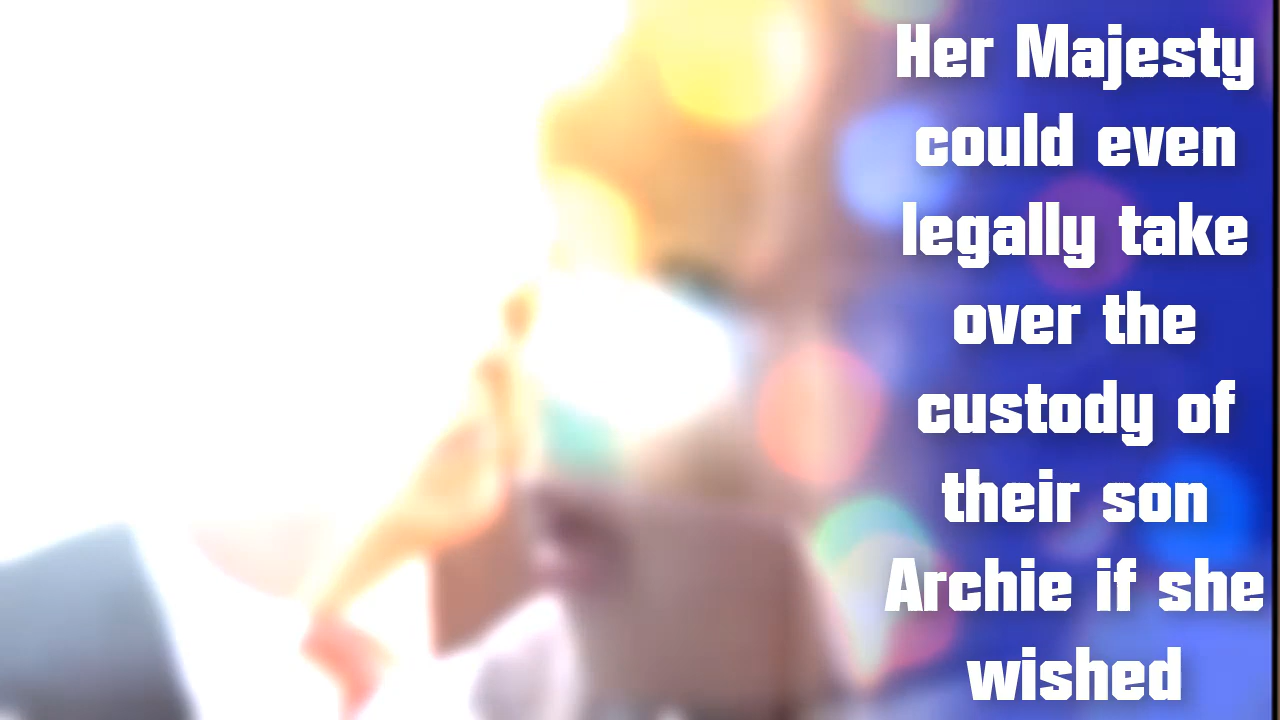 Her Majesty
could even
legally take
over the
custody of
their son
Archie if she
wished